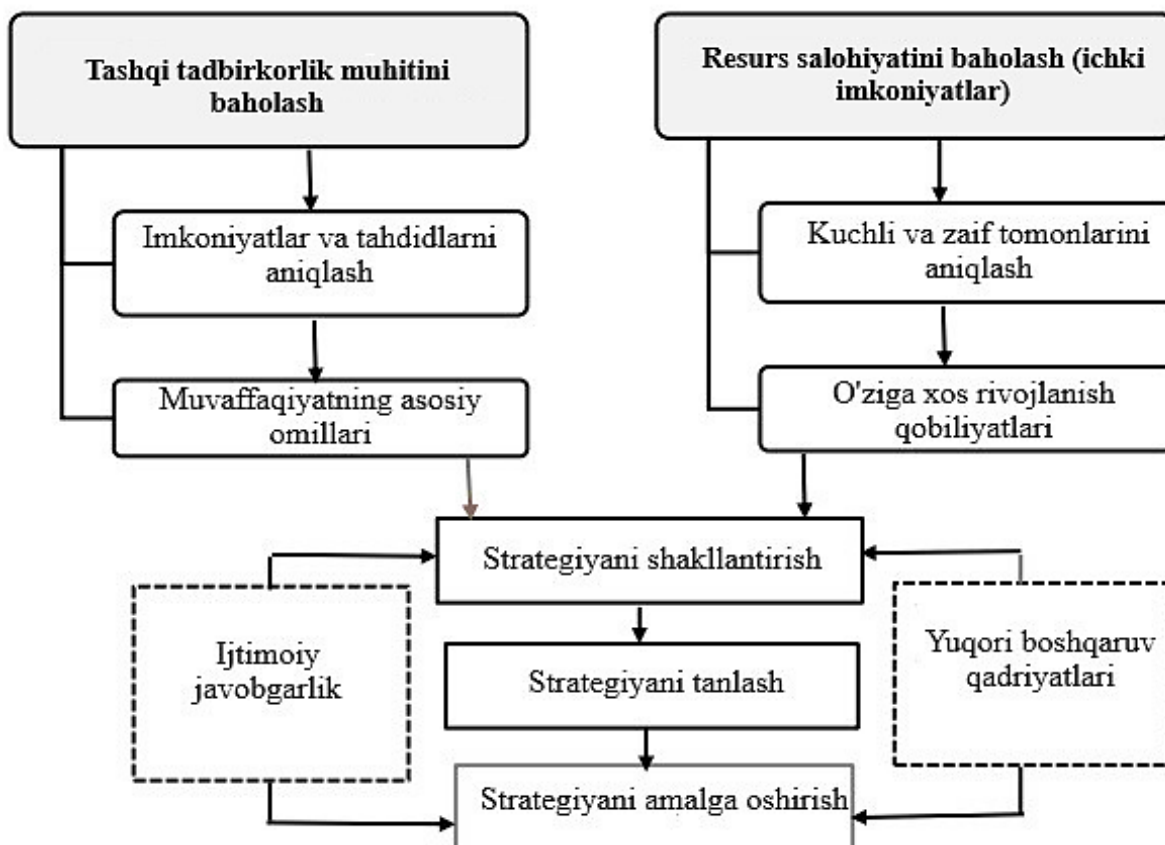 Tashqi tadbirkorlik muhitini
baholash
Resurs salohiyatini baholash (ichki
imkoniyatlar)
Imkoniyatlar va tahdidlarni
aniqlash
Kuchli va zaif tomonlarini
aniqlash
Muvaffaqiyatning asosiy
omillari
O'ziga xos rivojlanish
qobiliyatlari
Strategiyani shakllantirish
Ijtimoiy
javobgarlik
Yuqori boshqaruv
qadriyatlari
Strategiyani tanlash
Strategiyani amalga oshirish